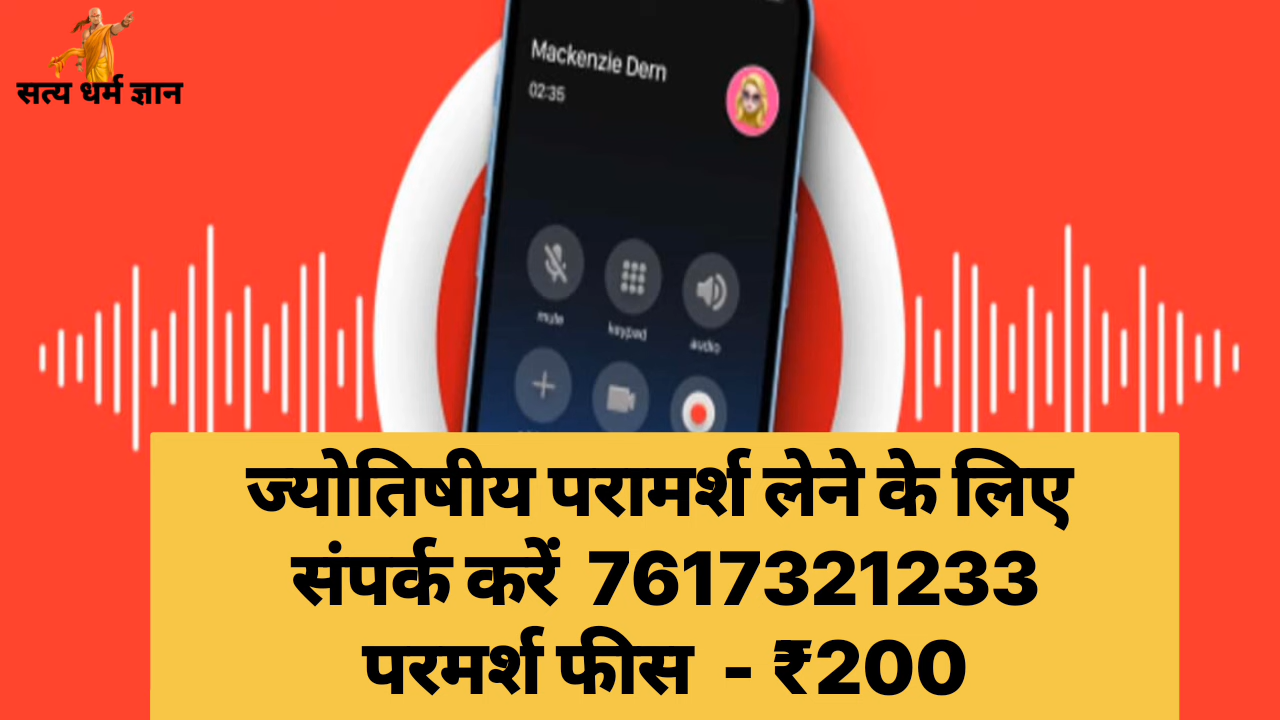 सत्य धर्म ज्ञान
Mackenzie Dern
02:35
mute
keypad
audio
ज्योतिषीय परामर्श लेने के लिए
संपर्क करें 7617321233
परमर्श फीस - ₹200